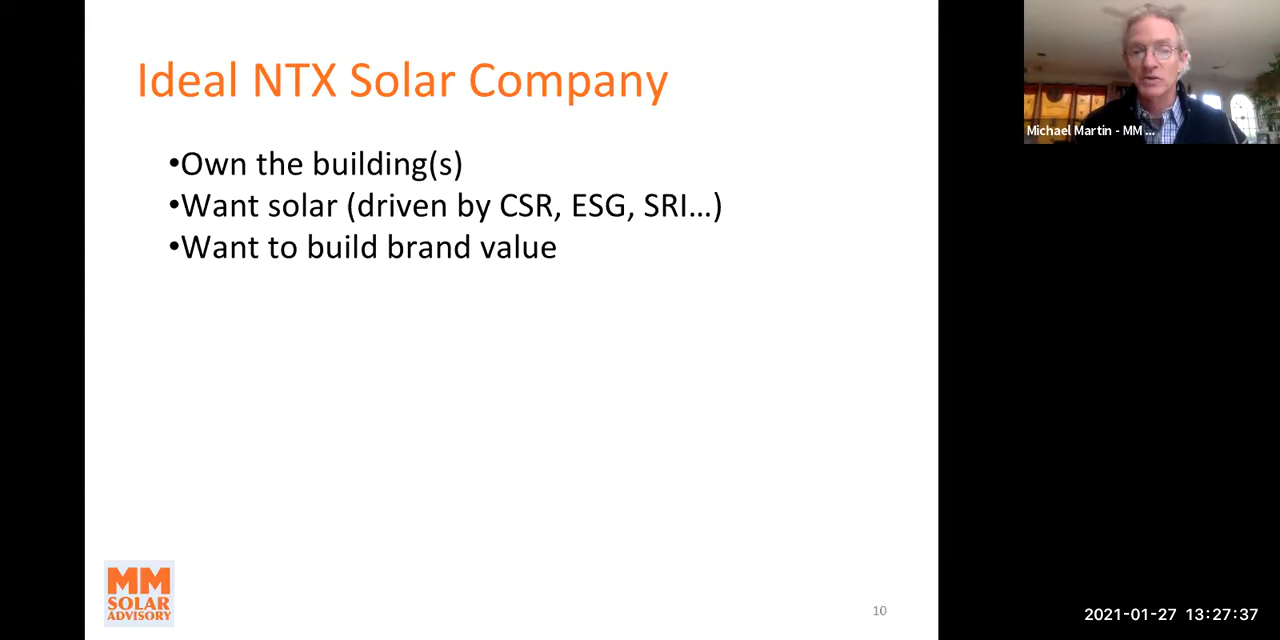 Ideal NTX Solar Company
•Own the building(s)
•Want solar (driven by CSR, ESG, SRI…)
•Want to build brand value
Michael Martin - MM ...
MM
SOLAR
ADVISORY
10
2021-01-27 13:27:37